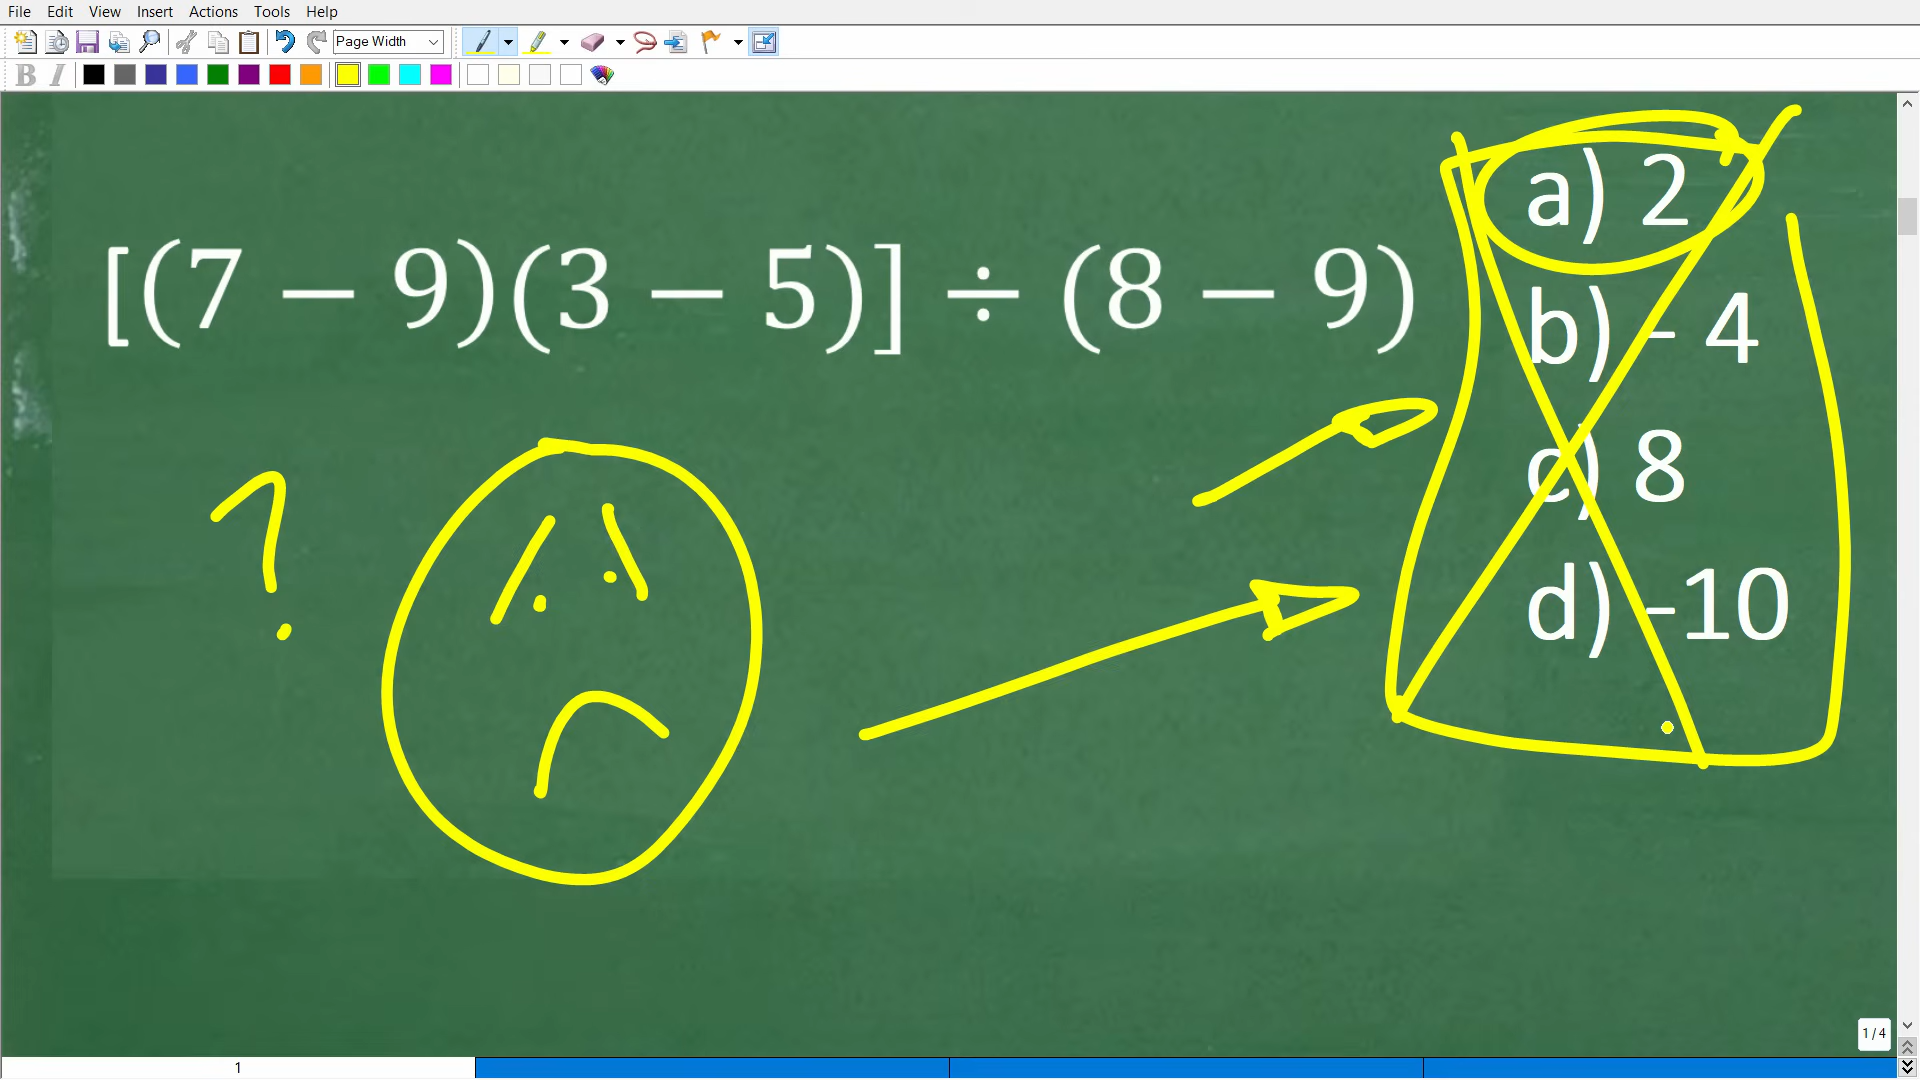 File Edit View Insert Actions Tools Help
Page Width
B I
[(7 − 9)(3 − 5)] ÷ (8 − 9)
a) 2
b) - 4
c) 8
d) -10
?
1 / 4
1